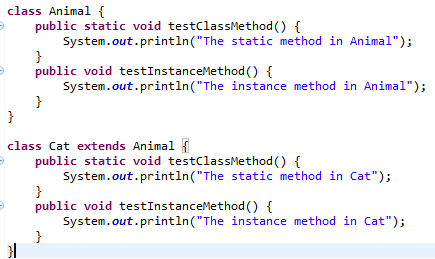 class Animal {
    public static void testClassMethod() {
        System.out.println("The static method in Animal");
    }
    public void testInstanceMethod() {
        System.out.println("The instance method in Animal");
    }
}

class Cat extends Animal {
    public static void testClassMethod() {
        System.out.println("The static method in Cat");
    }
    public void testInstanceMethod() {
        System.out.println("The instance method in Cat");
    }
}